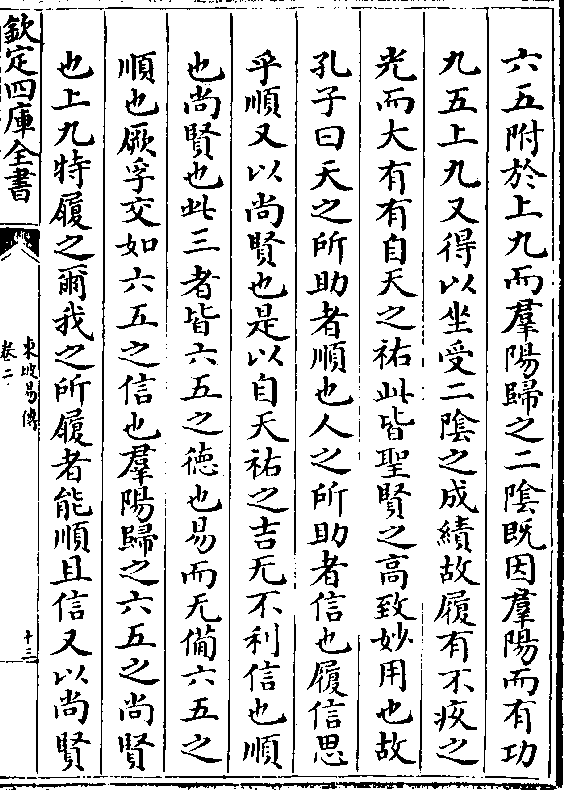 六五附於上九而羣陽歸之二陰既因羣陽而有功
九五上九又得以坐受二陰之成績故履有不疚之
光而大有有自天之祐此皆聖賢之高致妙用也故
孔子曰天之所助者順也人之所助者信也履信思
乎順又以尚賢也是以自天祐之吉无不利信也順
也尚賢也此三者皆六五之徳也易而无備六五之
順也厥孚交如六五之信也羣陽歸之六五之尚賢
也上九特履之爾我之所履者能順且信又以尚賢
欽定四庫全書
東坡易傳
卷二
十三